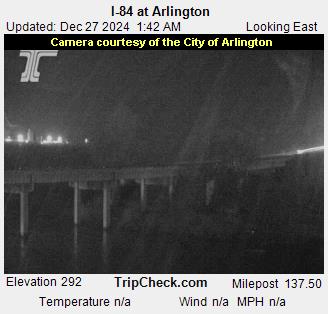 I-84 at Arlington
Updated: Dec 27 2024 1:42 AM Looking East
Camera courtesy of the City of Arlington
Elevation 292 TripCheck.com Milepost 137.50
Temperature n/a Wind n/a MPH n/a